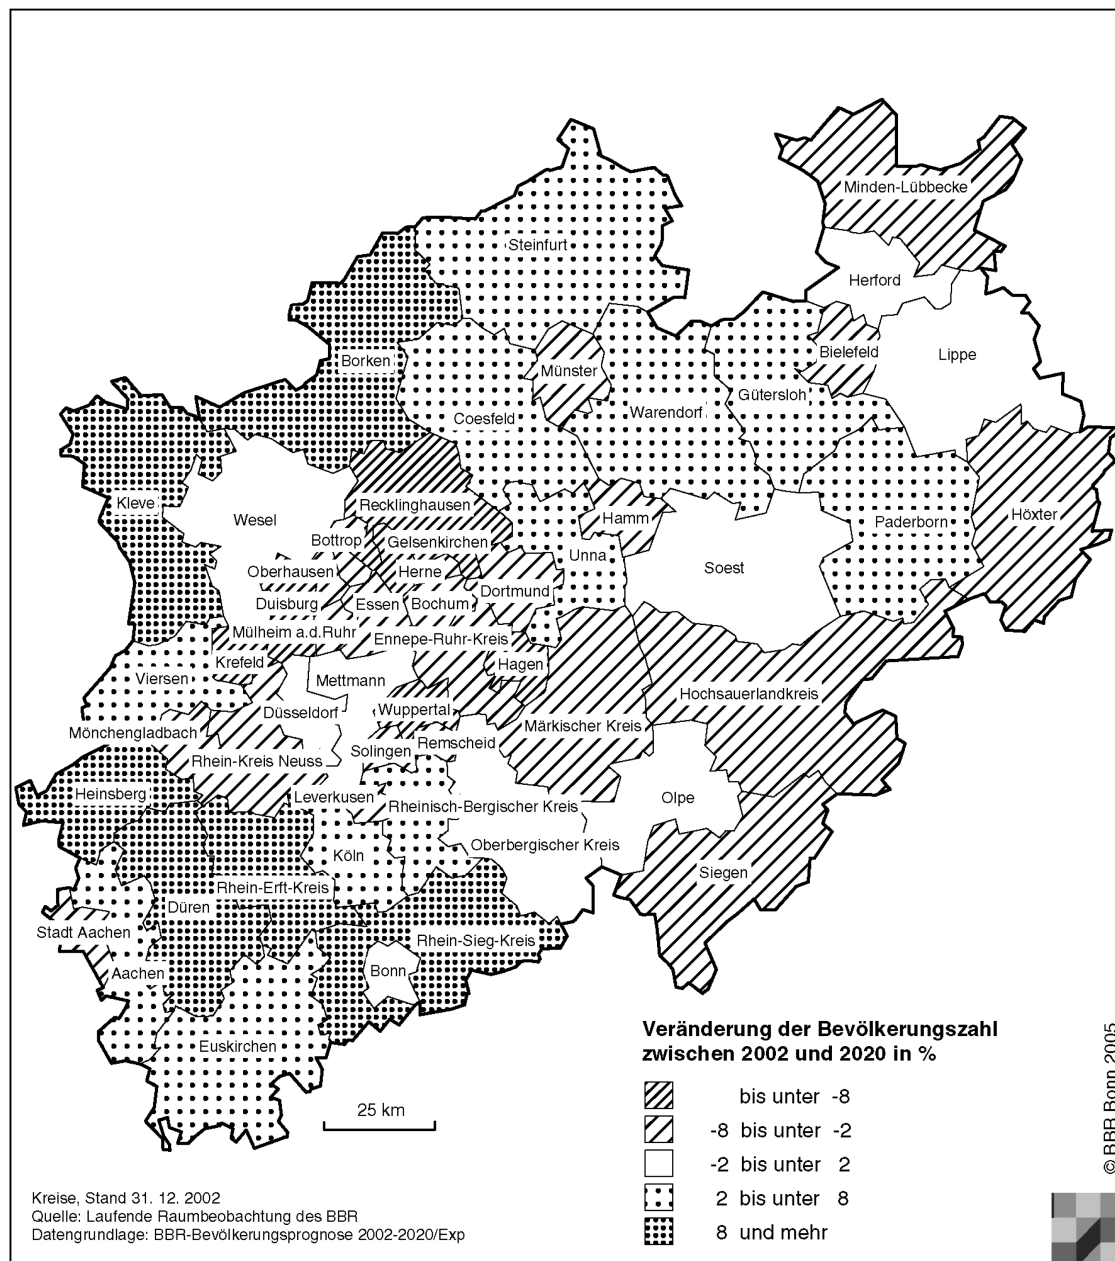 Minden-Lübbecke
Steinfurt
Herford
Borken
Münster
Bielefeld
Lippe
Gütersloh
Coesfeld
Warendorf
Kleve
Recklinghausen
Wesel
Hamm
Paderborn
Höxter
Bottrop
Gelsenkirchen
Unna
Soest
Oberhausen
Herne
Dortmund
Duisburg
Essen
Bochum
Mülheim a.d.Ruhr
Ennepe-Ruhr-Kreis
Krefeld
Hagen
Viersen
Mettmann
Hochsauerlandkreis
Düsseldorf
Wuppertal
Märkischer Kreis
Mönchengladbach
Solingen
Remscheid
Rhein-Kreis Neuss
Heinsberg
Leverkusen
Rheinisch-Bergischer Kreis
Olpe
Köln
Oberbergischer Kreis
Siegen
Rhein-Erft-Kreis
Düren
Stadt Aachen
Rhein-Sieg-Kreis
Aachen
Bonn
Euskirchen
Veränderung der Bevölkerungszahl
zwischen 2002 und 2020 in %
bis unter -8
-8 bis unter -2
-2 bis unter 2
2 bis unter 8
8 und mehr
25 km
Kreise, Stand 31. 12. 2002
Quelle: Laufende Raumbeobachtung des BBR
Datengrundlage: BBR-Bevölkerungsprognose 2002-2020/Exp
© BBR Bonn 2005